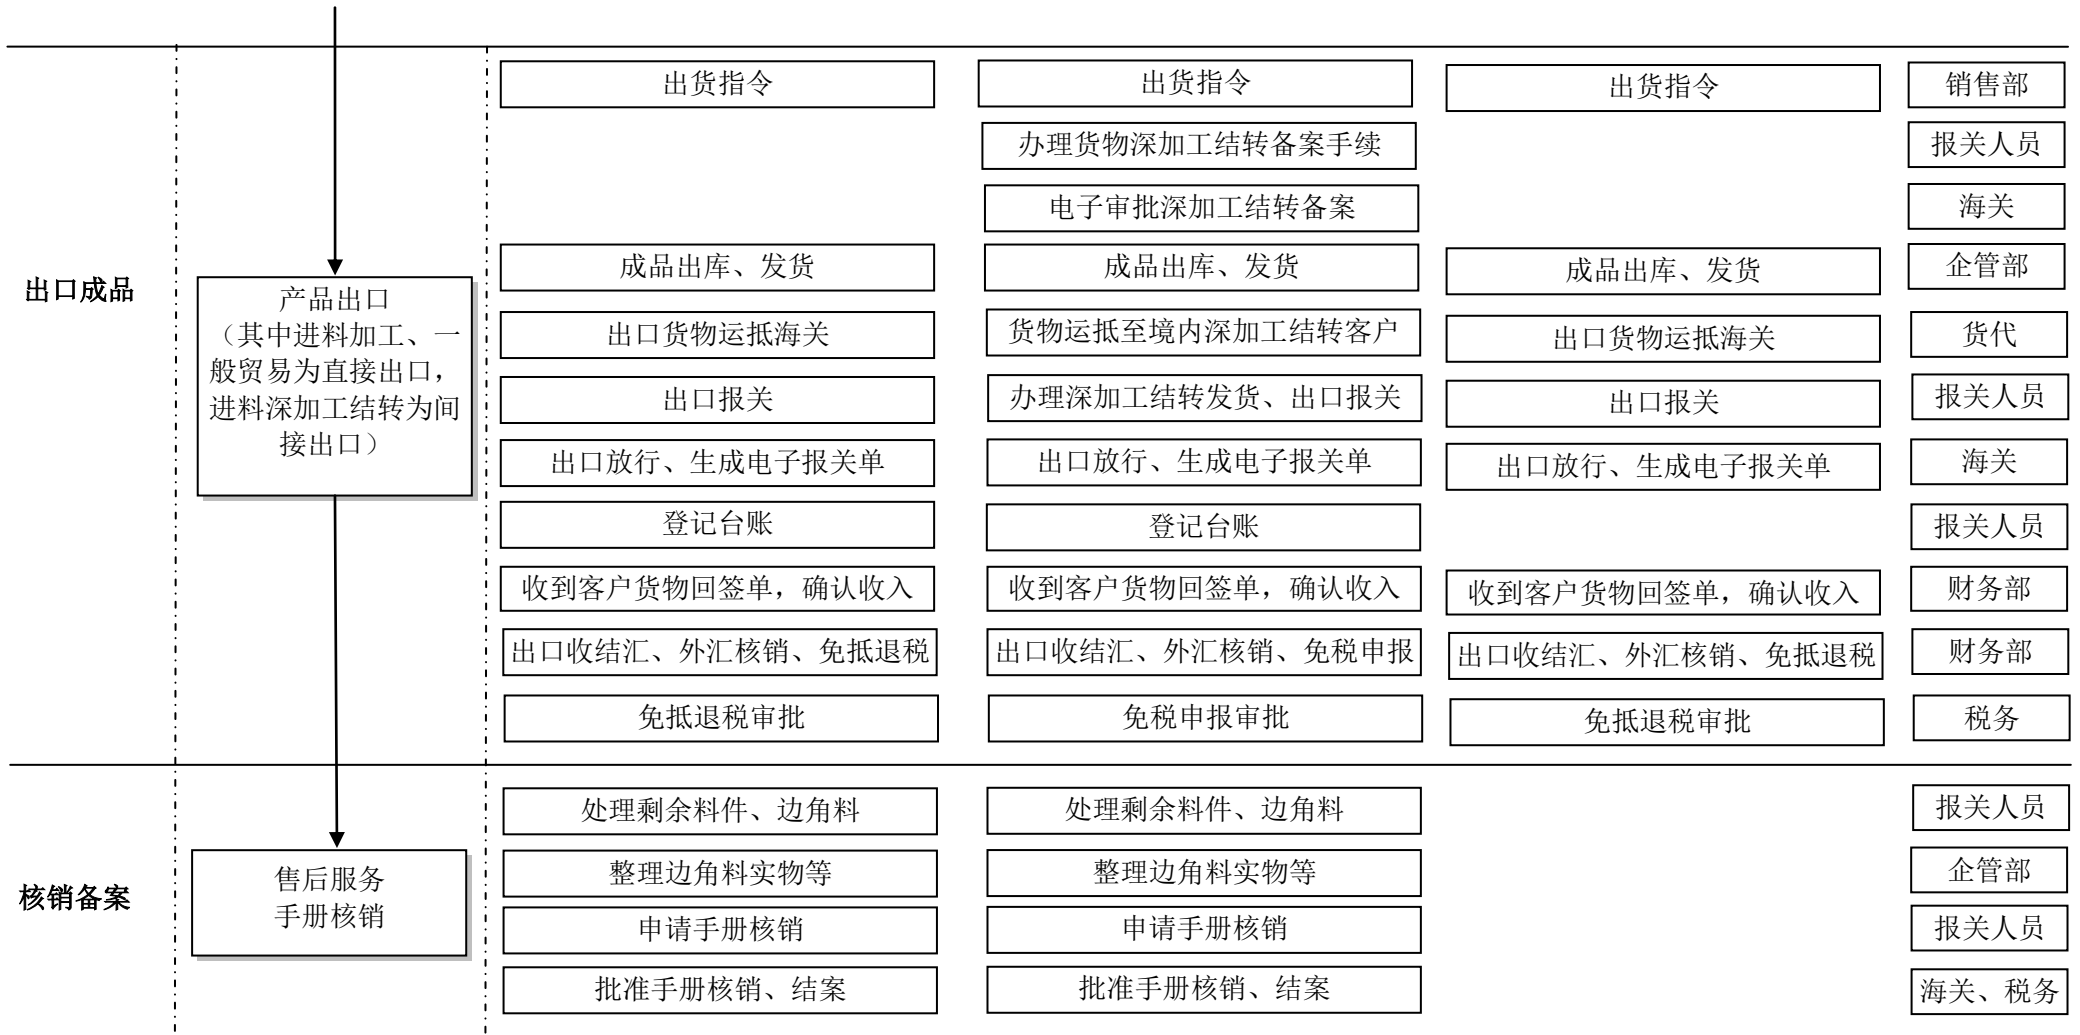 出货指令
出货指令
出货指令
销售部
办理货物深加工结转备案手续
报关人员
电子审批深加工结转备案
海关
出口成品
产品出口
（其中进料加工、一
般贸易为直接出口，
进料深加工结转为间
接出口）
成品出库、发货
成品出库、发货
成品出库、发货
企管部
出口货物运抵海关
货物运抵至境内深加工结转客户
出口货物运抵海关
货代
出口报关
办理深加工结转发货、出口报关
出口报关
报关人员
出口放行、生成电子报关单
出口放行、生成电子报关单
出口放行、生成电子报关单
海关
登记台账
登记台账
报关人员
收到客户货物回签单，确认收入
收到客户货物回签单，确认收入
收到客户货物回签单，确认收入
财务部
出口收结汇、外汇核销、免抵退税
出口收结汇、外汇核销、免税申报
出口收结汇、外汇核销、免抵退税
财务部
免抵退税审批
免税申报审批
免抵退税审批
税务
核销备案
售后服务
手册核销
处理剩余料件、边角料
处理剩余料件、边角料
报关人员
整理边角料实物等
整理边角料实物等
企管部
申请手册核销
申请手册核销
报关人员
批准手册核销、结案
批准手册核销、结案
海关、税务